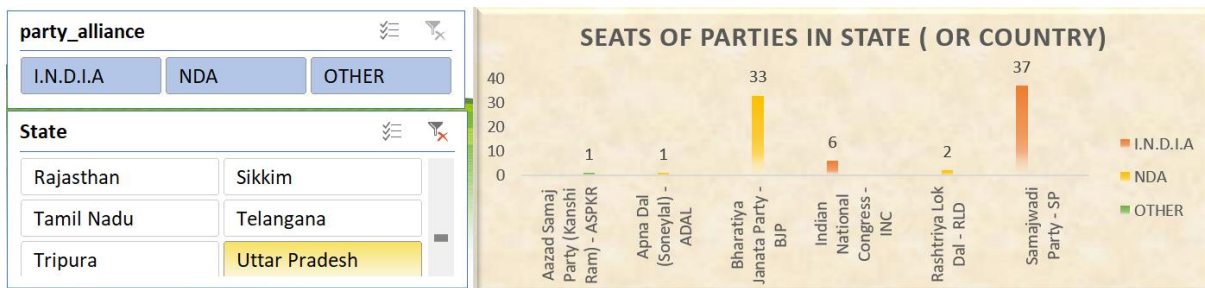 party_alliance
I.N.D.I.A NDA OTHER
State
Rajasthan Sikkim
Tamil Nadu Telangana
Tripura Uttar Pradesh
SEATS OF PARTIES IN STATE ( OR COUNTRY)
40
30
20
10
0
1
1
33
6
2
37
Aazad Samaj
Party (Kanshi
Ram) - ASPKR
Apna Dal
(Soneylal) -
ADAL
Bharatiya
Janata Party -
BJP
Indian
National
Congress -
INC
Rashtriya Lok
Dal - RLD
Samajwadi
Party - SP
I.N.D.I.A
NDA
OTHER